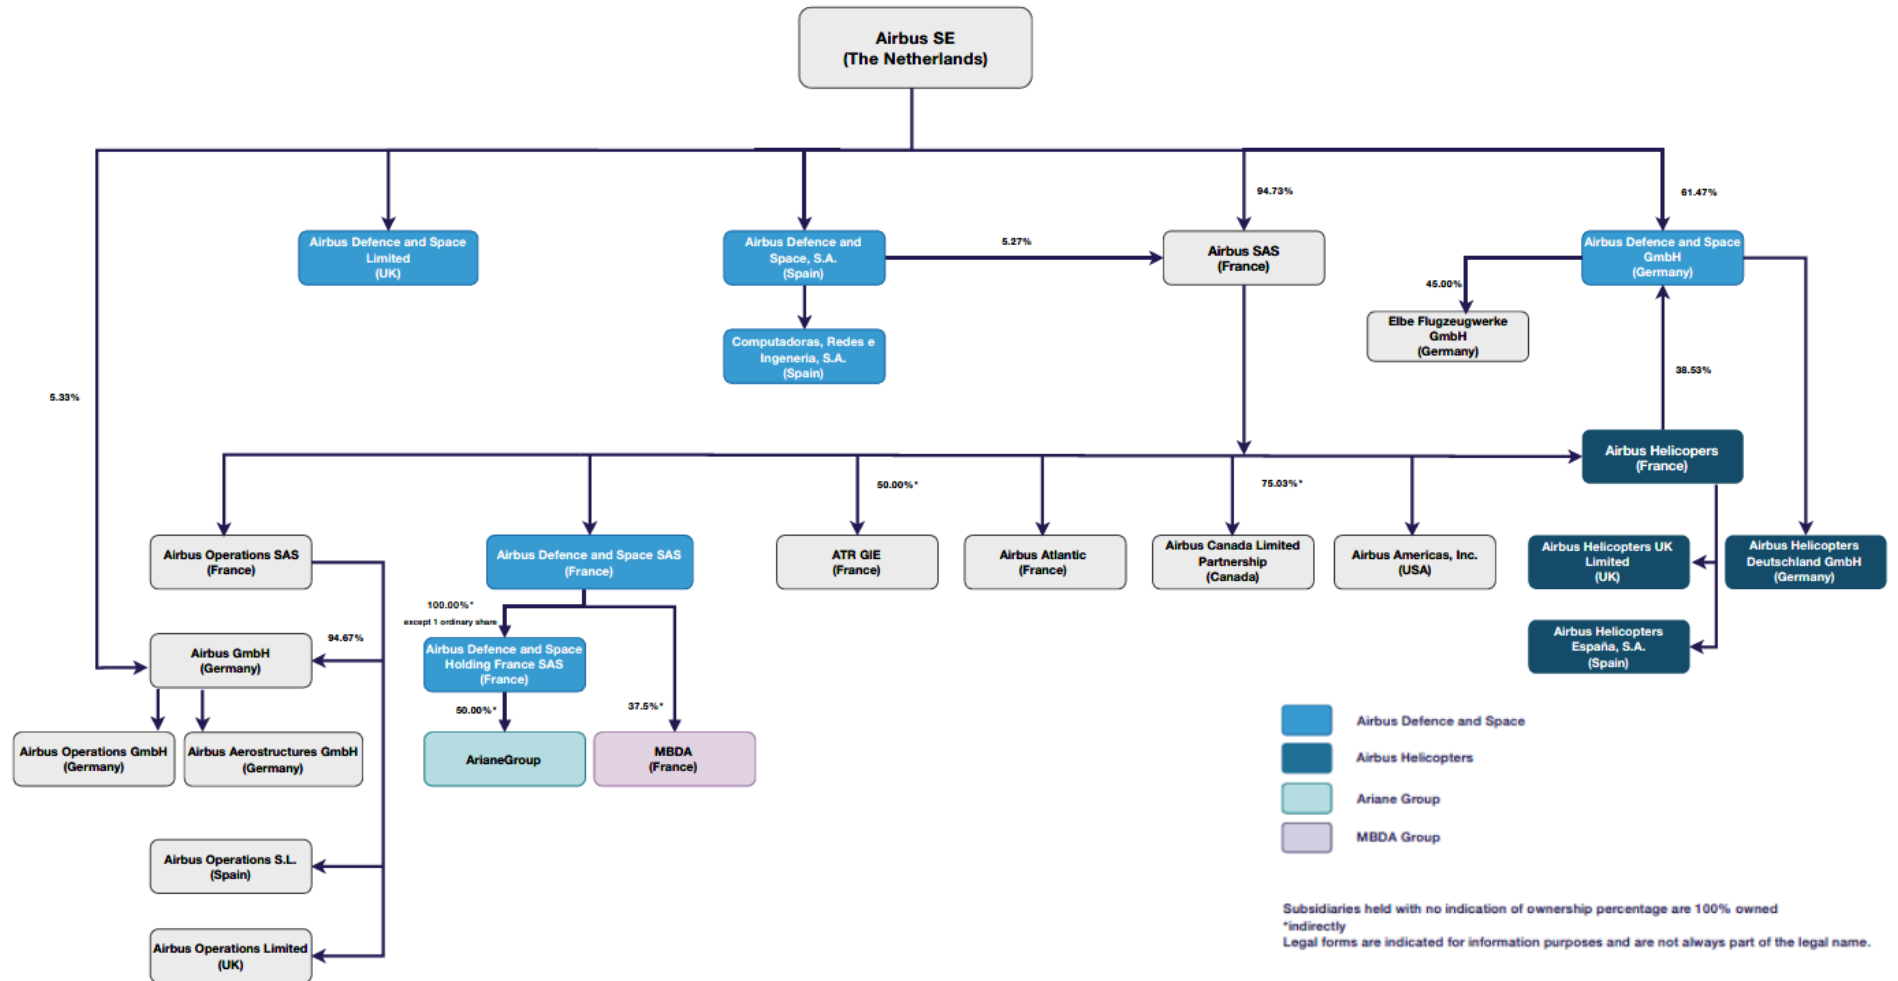 Airbus SE
(The Netherlands)
94.73%
61.47%
Airbus Defence and Space
Limited
(UK)
Airbus Defence and
Space, S.A.
(Spain)
5.27%
Airbus SAS
(France)
Airbus Defence and Space
GmbH
(Germany)
45.00%
Elbe Flugzeugwerke
GmbH
(Germany)
Computadoras, Redes e
Ingeneria, S.A.
(Spain)
38.53%
5.33%
Airbus Helicopers
(France)
50.00%*
75.03%*
Airbus Operations SAS
(France)
Airbus Defence and Space SAS
(France)
ATR GIE
(France)
Airbus Atlantic
(France)
Airbus Canada Limited
Partnership
(Canada)
Airbus Americas, Inc.
(USA)
Airbus Helicopters UK
Limited
(UK)
Airbus Helicopters
Deutschland GmbH
(Germany)
100.00%*
except 1 ordinary share
94.67%
Airbus GmbH
(Germany)
Airbus Defence and Space
Holding France SAS
(France)
Airbus Helicopters
España, S.A.
(Spain)
50.00%*
37.5%*
Airbus Operations GmbH
(Germany)
Airbus Aerostructures GmbH
(Germany)
ArianeGroup
MBDA
(France)
Airbus Operations S.L.
(Spain)
Airbus Operations Limited
(UK)
Airbus Defence and Space
Airbus Helicopters
Ariane Group
MBDA Group
Subsidiaries held with no indication of ownership percentage are 100% owned
*indirectly
Legal forms are indicated for information purposes and are not always part of the legal name.